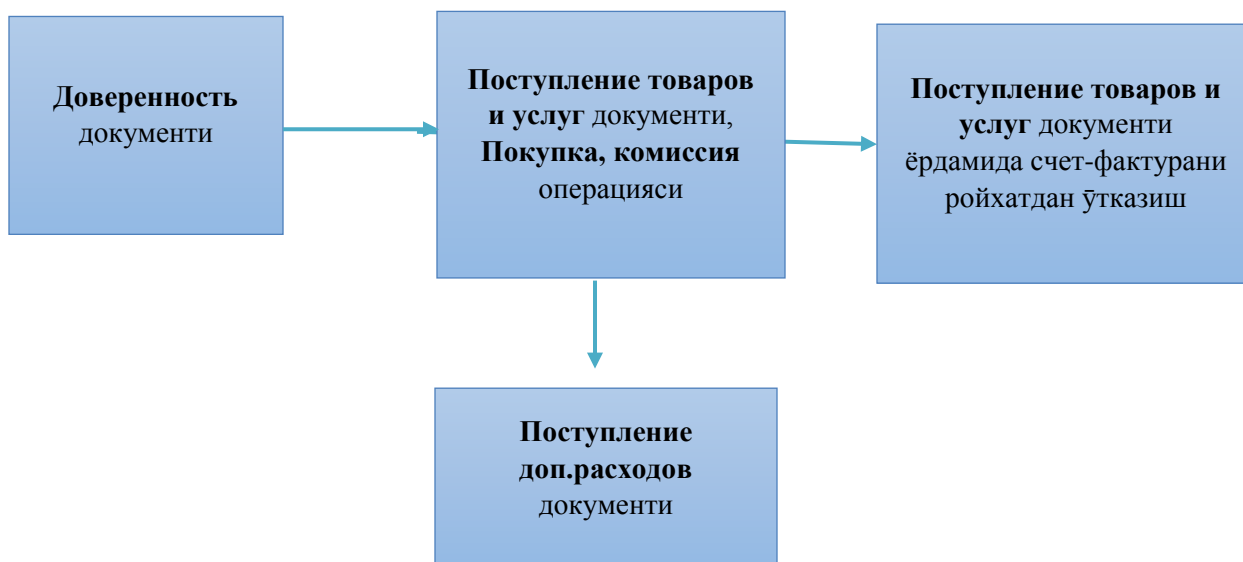 Доверенность
документи
Поступление товаров
и услуг документи,
Покупка, комиссия
операцияси
Поступление товаров и
услуг документи
ёрдамида счет-фактурани
ройхатдан ӯтказиш
Поступление
доп.расходов
документи